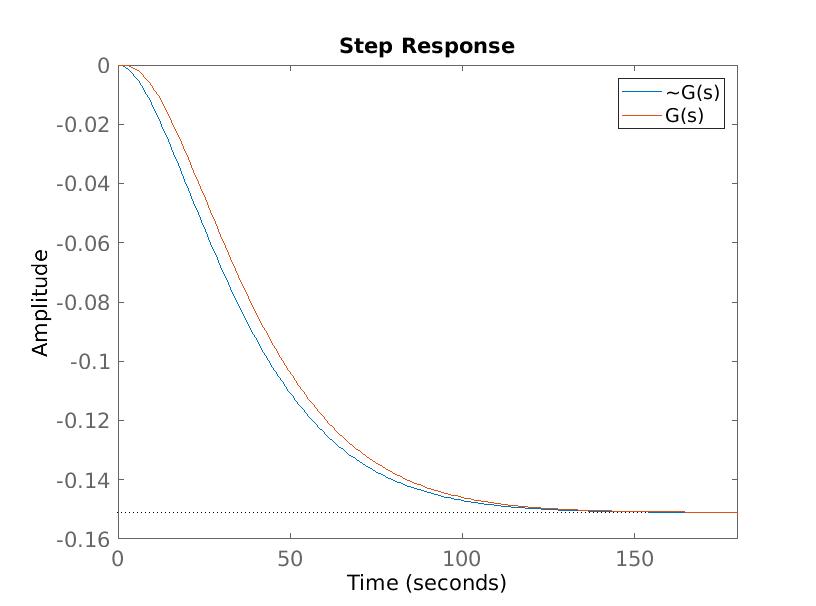 Step Response
~G(s)
G(s)
0
-0.02
-0.04
-0.06
-0.08
-0.1
-0.12
-0.14
-0.16
Amplitude
0 50 100 150
Time (seconds)